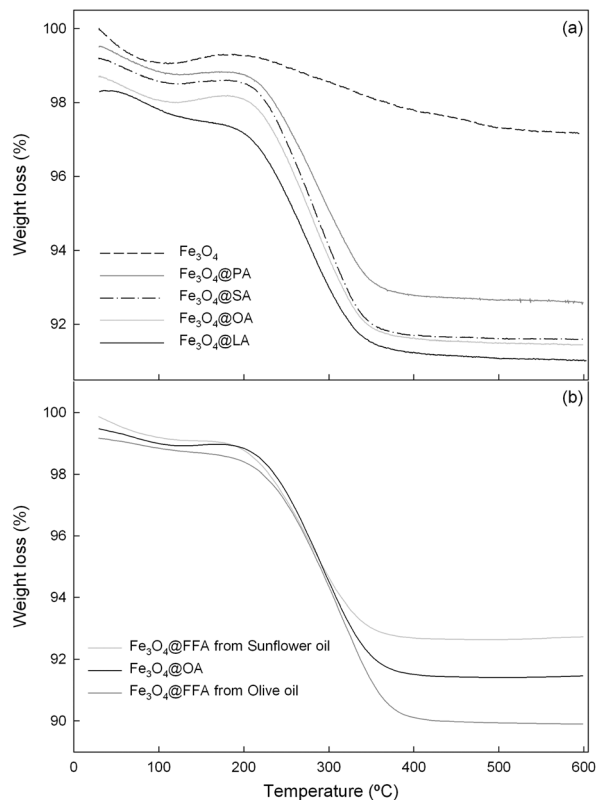 (a)
100
98
96
94
92
Weight loss (%)
Fe₃O₄
Fe₃O₄@PA
Fe₃O₄@SA
Fe₃O₄@OA
Fe₃O₄@LA
(b)
100
98
96
94
92
90
Weight loss (%)
Fe₃O₄@FFA from Sunflower oil
Fe₃O₄@OA
Fe₃O₄@FFA from Olive oil
0 100 200 300 400 500 600
Temperature (ºC)